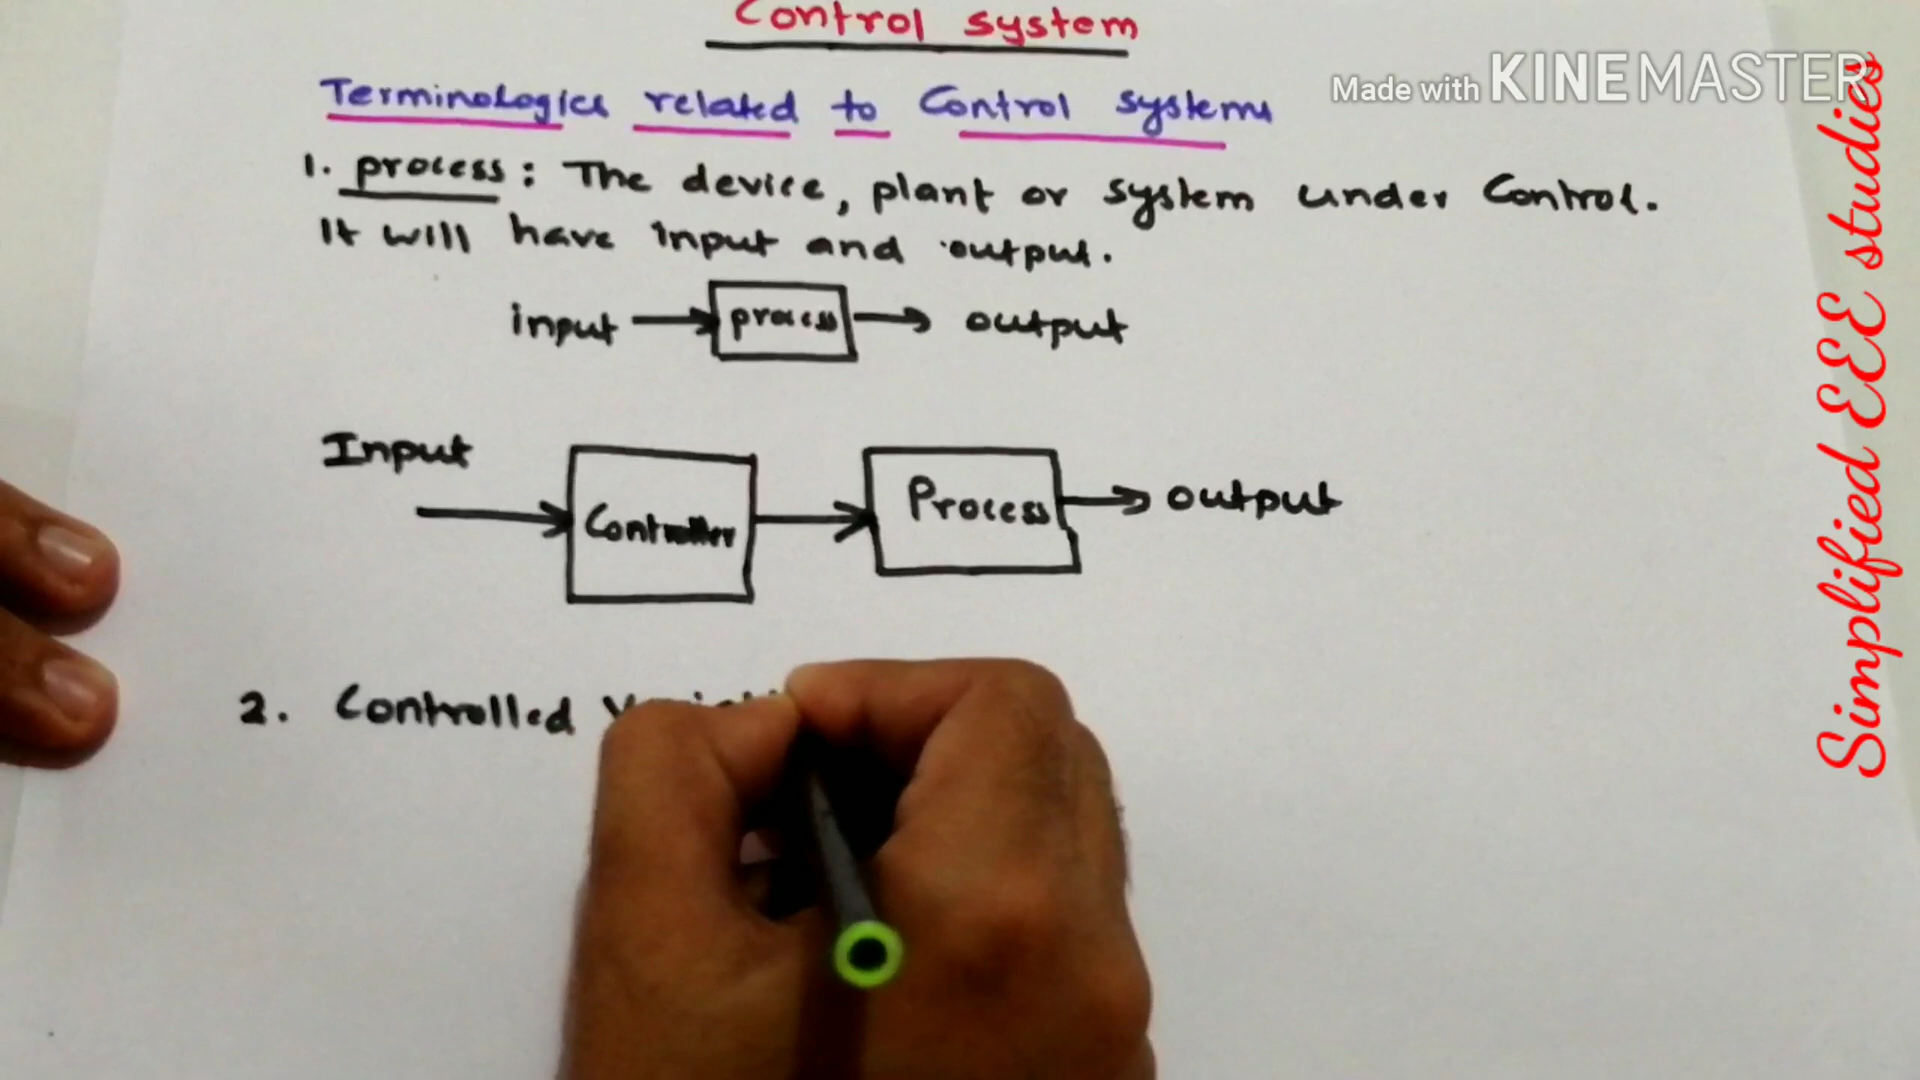 Control system
Made with KINEMASTER
Terminologies related to Control systems
1. process : The device, plant or system under Control.
It will have input and output.
input process output
Input
Controller Process output
2. Controlled
Simplified EEE studies